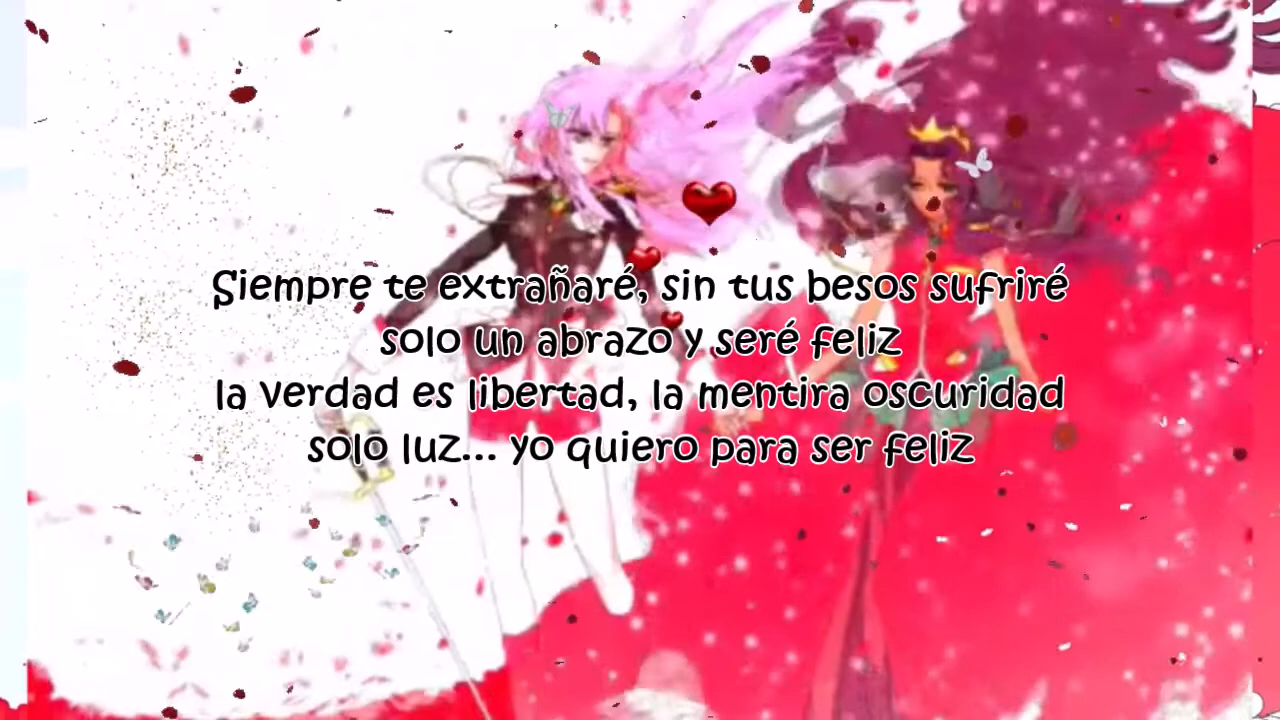 Siempre te extrañaré, sin tus besos sufriré
solo un abrazo y seré feliz
la verdad es libertad, la mentira oscuridad
solo luz... yo quiero para ser feliz